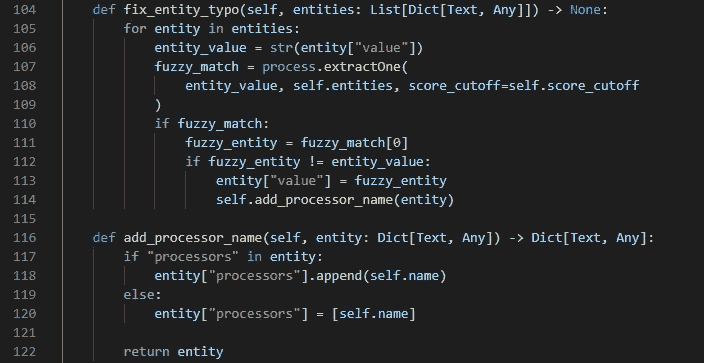 104 def fix_entity_typo(self, entities: List[Dict[Text, Any]]) -> None:
105 for entity in entities:
106 entity_value = str(entity["value"])
107 fuzzy_match = process.extractOne(
108 entity_value, self.entities, score_cutoff=self.score_cutoff
109 )
110 if fuzzy_match:
111 fuzzy_entity = fuzzy_match[0]
112 if fuzzy_entity != entity_value:
113 entity["value"] = fuzzy_entity
114 self.add_processor_name(entity)
115
116 def add_processor_name(self, entity: Dict[Text, Any]) -> Dict[Text, Any]:
117 if "processors" in entity:
118 entity["processors"].append(self.name)
119 else:
120 entity["processors"] = [self.name]
121
122 return entity